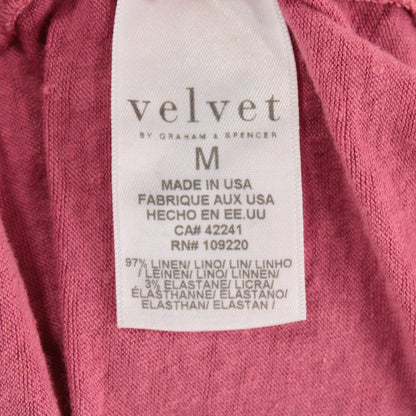 velvet
BY GRAHAM & SPENCER
M
MADE IN USA
FABRIQUE AUX USA
HECHO EN EE.UU
CA# 42241
RN# 109220
97% LINEN/ LINO/ LIN/ LINHO
/ LEINEN/ LINO/ LINNEN/
3% ELASTANE/ LICRA/
ÉLASTHANNE/ ELASTANO/
ELASTHAN/ ELASTAN /